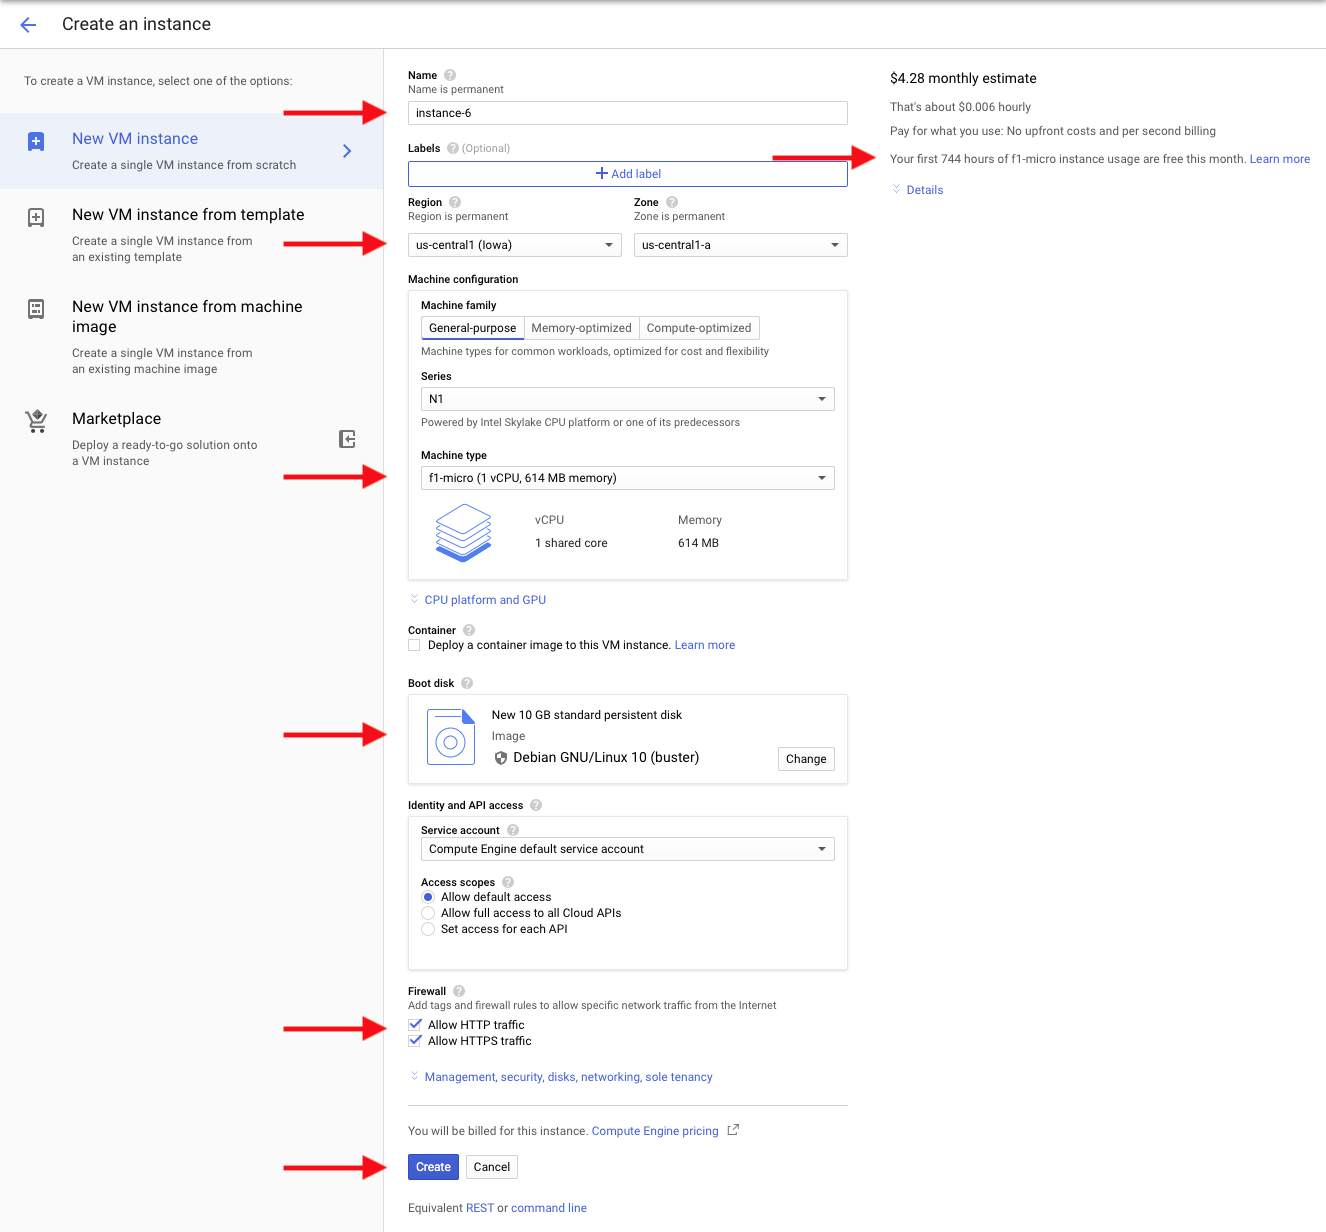 Create an instance
To create a VM instance, select one of the options:
New VM instance
Create a single VM instance from scratch
New VM instance from template
Create a single VM instance from
an existing template
New VM instance from machine
image
Create a single VM instance from
an existing machine image
Marketplace
Deploy a ready-to-go solution onto
a VM instance
Name ?
Name is permanent
instance-6
Labels ? (Optional)
+ Add label
Region ? Zone ?
Region is permanent Zone is permanent
us-central1 (Iowa) us-central1-a
Machine configuration
Machine family
General-purpose Memory-optimized Compute-optimized
Machine types for common workloads, optimized for cost and flexibility
Series
N1
Powered by Intel Skylake CPU platform or one of its predecessors
Machine type
f1-micro (1 vCPU, 614 MB memory)
vCPU Memory
1 shared core 614 MB
CPU platform and GPU
Container ?
Deploy a container image to this VM instance. Learn more
Boot disk ?
New 10 GB standard persistent disk
Image
Debian GNU/Linux 10 (buster)
Change
Identity and API access ?
Service account ?
Compute Engine default service account
Access scopes ?
Allow default access
Allow full access to all Cloud APIs
Set access for each API
Firewall ?
Add tags and firewall rules to allow specific network traffic from the Internet
Allow HTTP traffic
Allow HTTPS traffic
Management, security, disks, networking, sole tenancy
You will be billed for this instance. Compute Engine pricing
Create Cancel
Equivalent REST or command line
$4.28 monthly estimate
That's about $0.006 hourly
Pay for what you use: No upfront costs and per second billing
Your first 744 hours of f1-micro instance usage are free this month. Learn more
Details